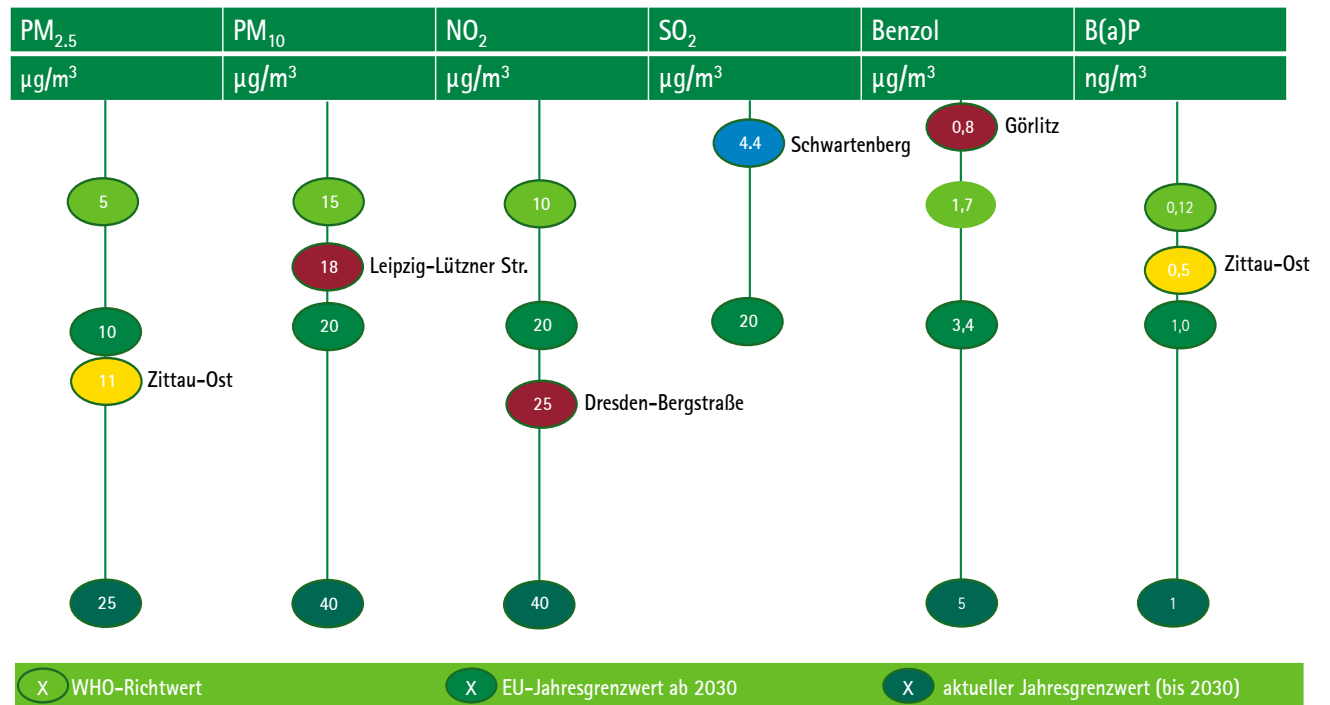 PM2.5 PM10 NO2 SO2 Benzol B(a)P
µg/m³ µg/m³ µg/m³ µg/m³ µg/m³ ng/m³
0,8 Görlitz
4.4 Schwartenberg
5 15 10 1,7 0,12
18 Leipzig-Lützner Str. 0,5 Zittau-Ost
10 20 20 20 3,4 1,0
11 Zittau-Ost
25 Dresden-Bergstraße
25 40 40 5 1
X WHO-Richtwert X EU-Jahresgrenzwert ab 2030 X aktueller Jahresgrenzwert (bis 2030)